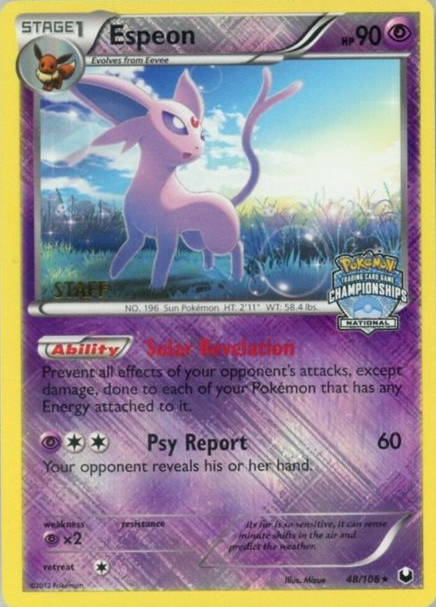 STAGE1
Espeon
HP 90
Evolves from Eevee
STAFF
Pokémon
TRADING CARD GAME
CHAMPIONSHIPS
NATIONAL
NO. 196 Sun Pokémon HT: 2'11" WT: 58.4 lbs.
Ability Solar Revelation
Prevent all effects of your opponent's attacks, except
damage, done to each of your Pokémon that has any
Energy attached to it.
Psy Report 60
Your opponent reveals his or her hand.
weakness resistance
×2
Its fur is so sensitive, it can sense
minute shifts in the air and
predict the weather.
retreat
©2012 Pokémon
Illus. Mizue 48/108★